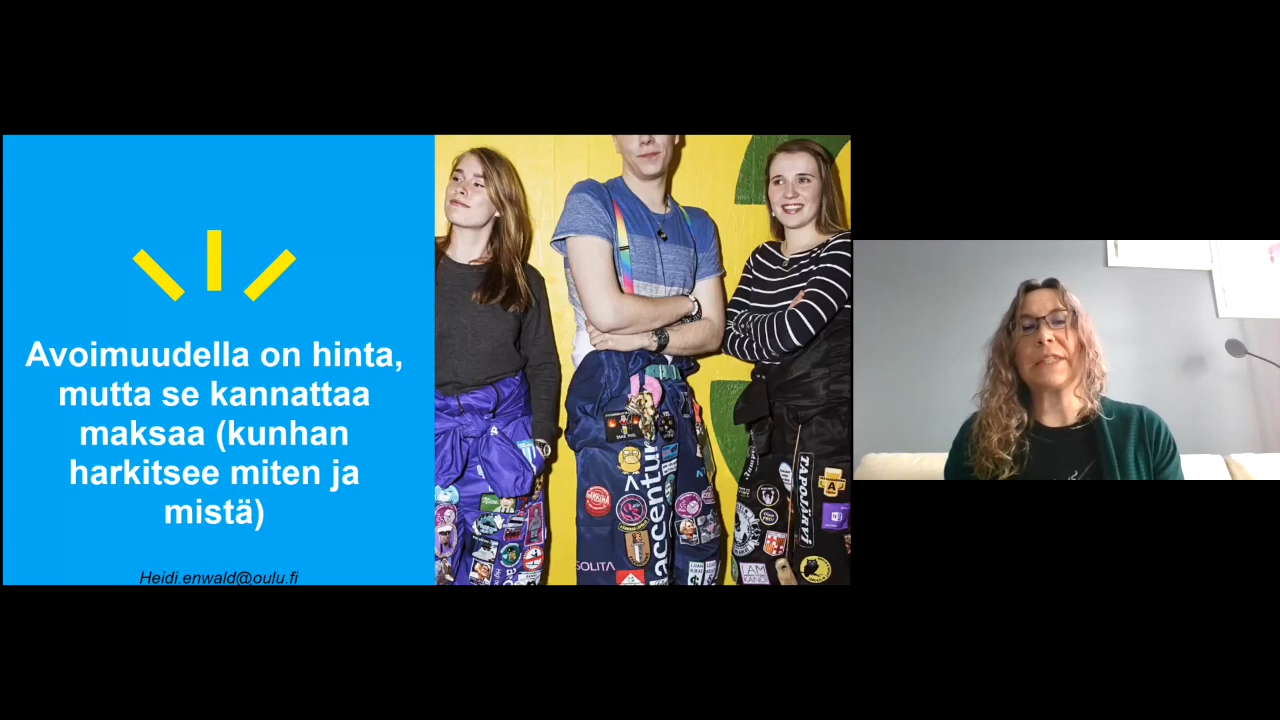 Avoimuudella on hinta,
mutta se kannattaa
maksaa (kunhan
harkitsee miten ja
mistä)
Heidi.enwald@oulu.fi
accenture
SOLITA
TAPOJÄRVI